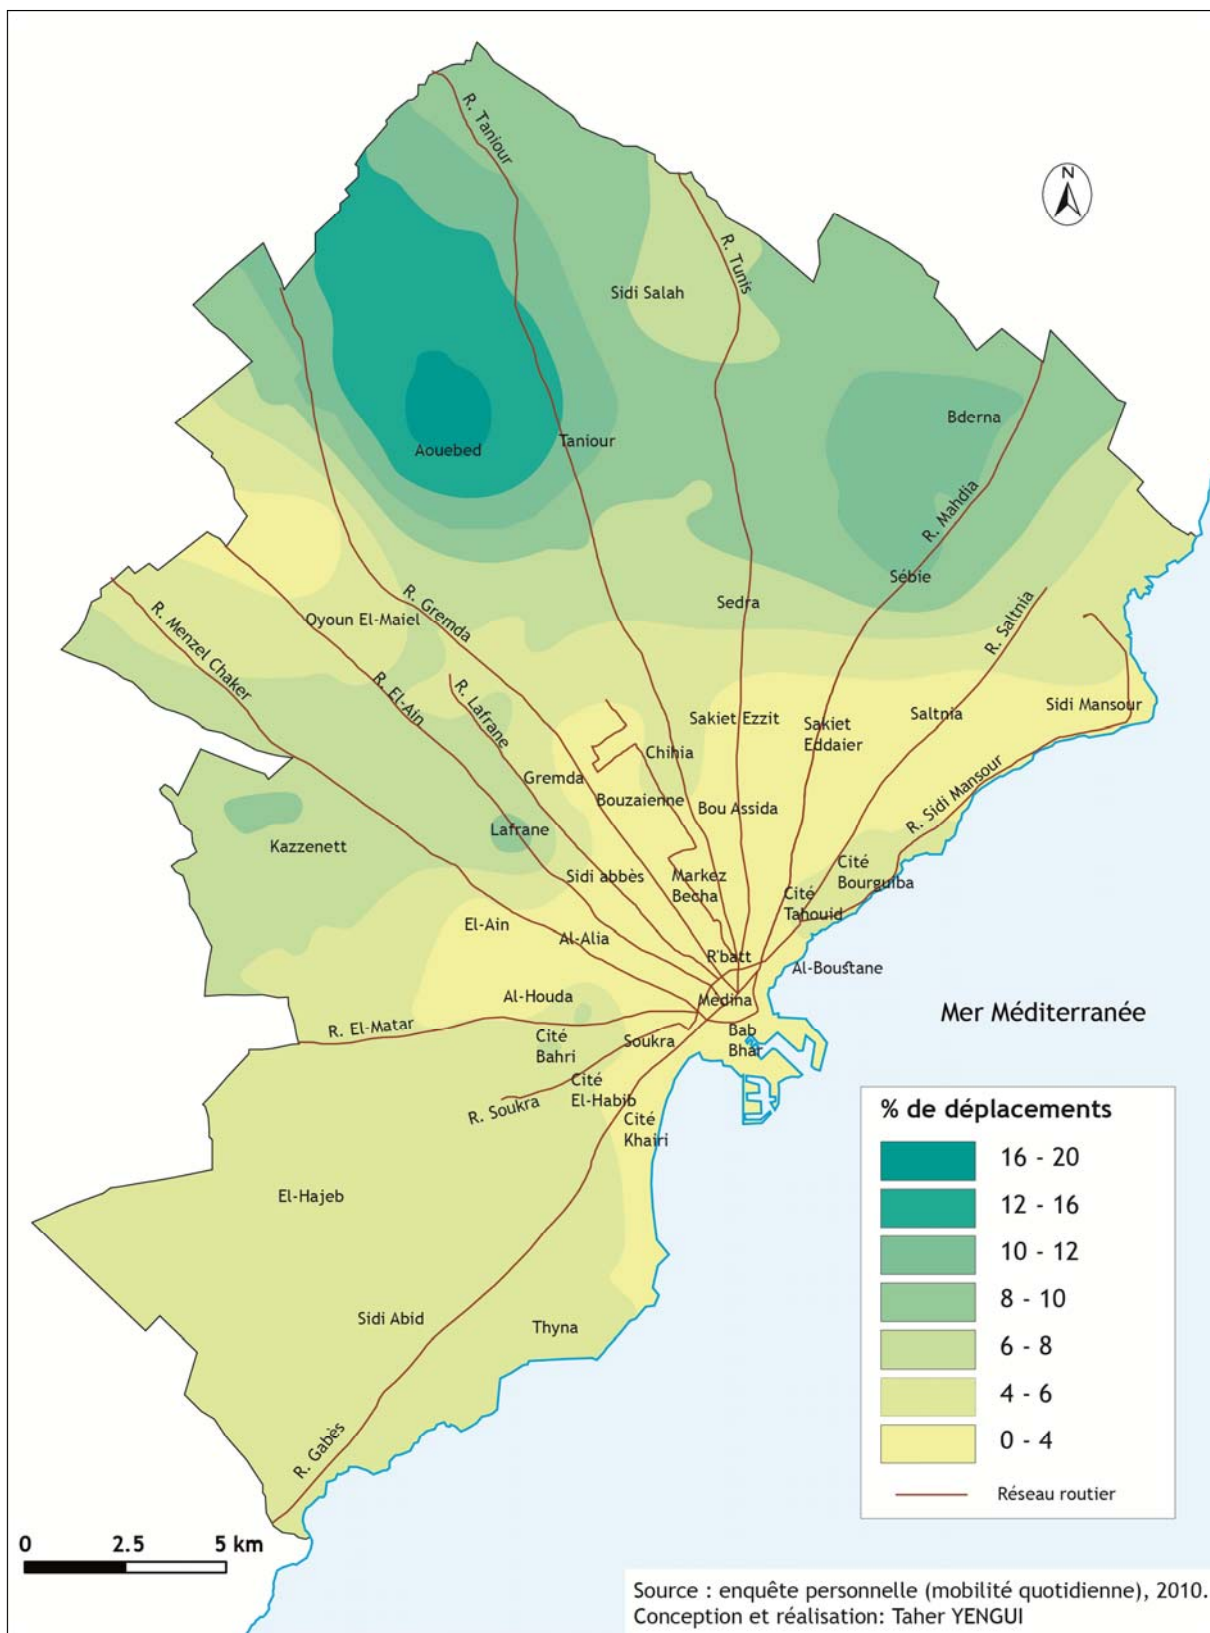 R. Taniour
N
R. Tunis
Sidi Salah
Bderna
Taniour
Aouebed
R. Mahdia
Sébie
Sedra
R. Gremda
Oyoun El-Maiel
R. Saltnia
R. Menzel Chaker
R. El-Ain
R. Lafrane
Sidi Mansour
Saltnia
Sakiet Ezzit
Sakiet
Eddaier
Chihia
Gremda
Bouzaienne
Bou Assida
R. Sidi Mansour
Lafrane
Kazzenett
Cité
Bourguiba
Sidi abbès
Markez
Becha
Cité
Tahouid
El-Ain
Al-Alia
R'batt
Al-Boustane
Al-Houda
Médina
Mer Méditerranée
R. El-Matar
Cité
Bahri
Soukra
Bab
Bhar
R. Soukra
Cité
El-Habib
Cité
Khairi
El-Hajeb
Sidi Abid
Thyna
R. Gabès
% de déplacements
16 - 20
12 - 16
10 - 12
8 - 10
6 - 8
4 - 6
0 - 4
Réseau routier
0 2.5 5 km
Source : enquête personnelle (mobilité quotidienne), 2010.
Conception et réalisation: Taher YENGUI